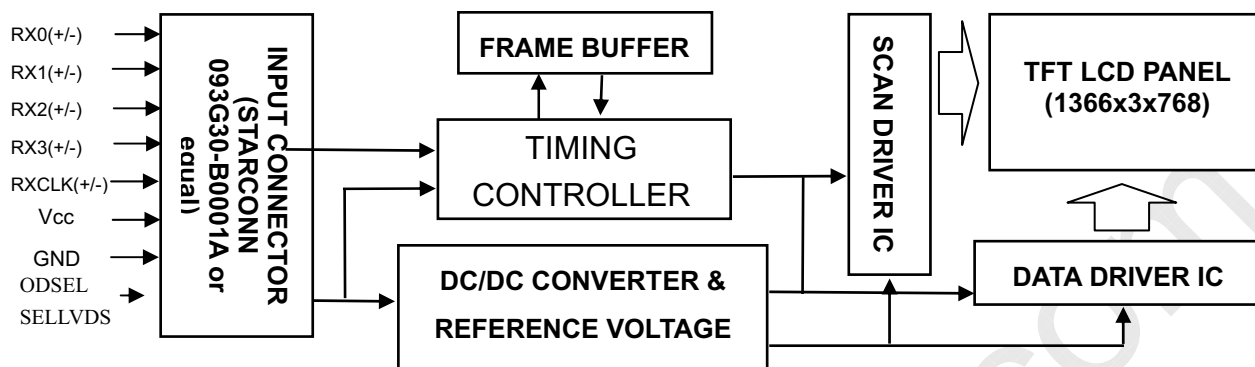 RX0(+/-)
RX1(+/-)
RX2(+/-)
RX3(+/-)
RXCLK(+/-)
Vcc
GND
ODSEL
SELLVDS
INPUT CONNECTOR
(STARCONN
093G30-B0001A or
equal)
FRAME BUFFER
TIMING
CONTROLLER
DC/DC CONVERTER &
REFERENCE VOLTAGE
SCAN DRIVER IC
TFT LCD PANEL
(1366x3x768)
DATA DRIVER IC
com